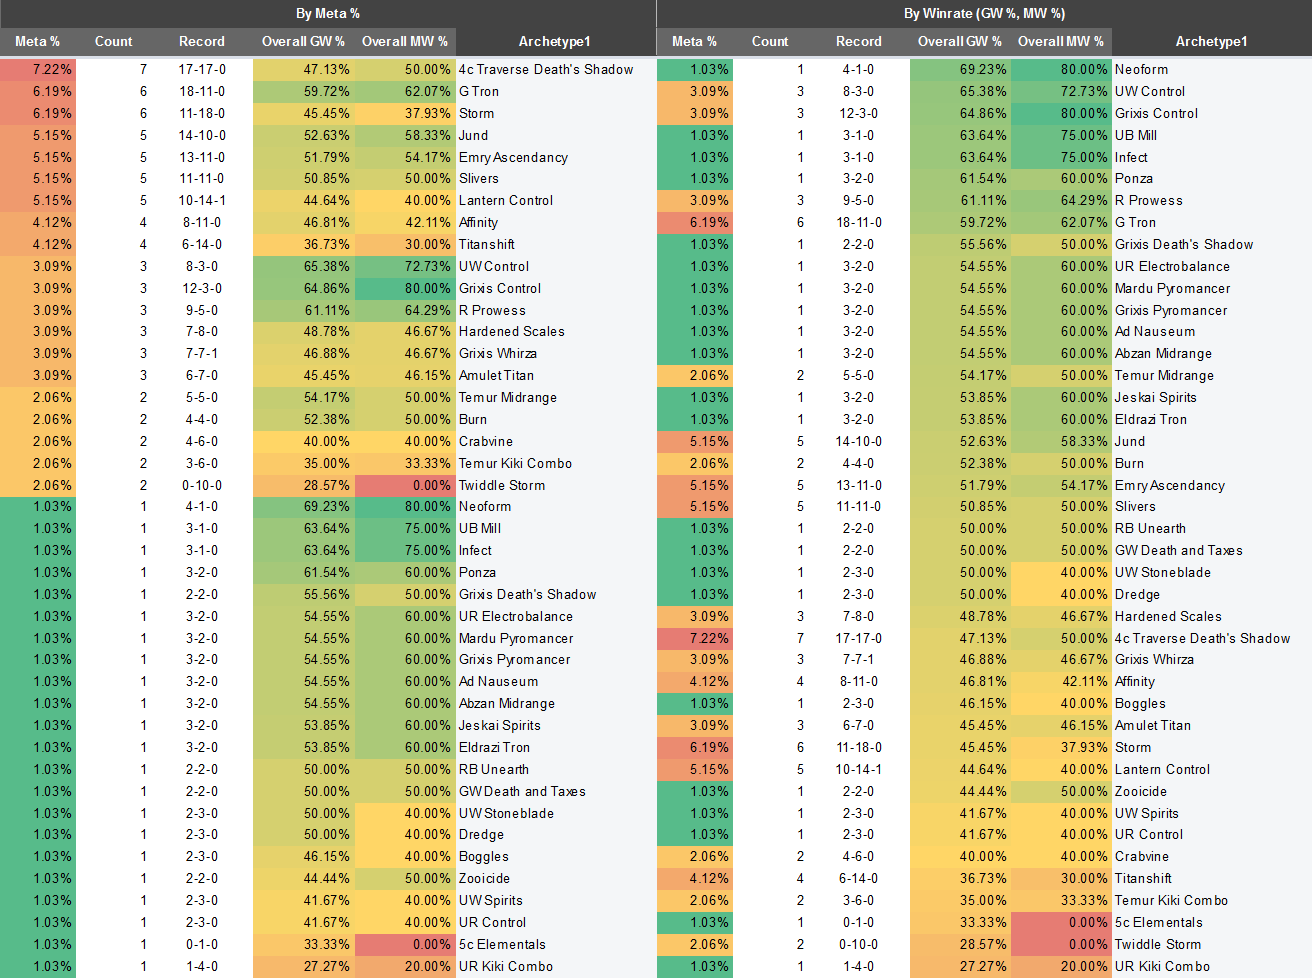 By Meta % By Winrate (GW %, MW %)
Meta % Count Record Overall GW % Overall MW % Archetype1 Meta % Count Record Overall GW % Overall MW % Archetype1
7.22% 7 17-17-0 47.13% 50.00% 4c Traverse Death's Shadow 1.03% 1 4-1-0 69.23% 80.00% Neoform
6.19% 6 18-11-0 59.72% 62.07% G Tron 3.09% 3 8-3-0 65.38% 72.73% UW Control
6.19% 6 11-18-0 45.45% 37.93% Storm 3.09% 3 12-3-0 64.86% 80.00% Grixis Control
5.15% 5 14-10-0 52.63% 58.33% Jund 1.03% 1 3-1-0 63.64% 75.00% UB Mill
5.15% 5 13-11-0 51.79% 54.17% Emry Ascendancy 1.03% 1 3-1-0 63.64% 75.00% Infect
5.15% 5 11-11-0 50.85% 50.00% Slivers 1.03% 1 3-2-0 61.54% 60.00% Ponza
5.15% 5 10-14-1 44.64% 40.00% Lantern Control 3.09% 3 9-5-0 61.11% 64.29% R Prowess
4.12% 4 8-11-0 46.81% 42.11% Affinity 6.19% 6 18-11-0 59.72% 62.07% G Tron
4.12% 4 6-14-0 36.73% 30.00% Titanshift 1.03% 1 2-2-0 55.56% 50.00% Grixis Death's Shadow
3.09% 3 8-3-0 65.38% 72.73% UW Control 1.03% 1 3-2-0 54.55% 60.00% UR Electrobalance
3.09% 3 12-3-0 64.86% 80.00% Grixis Control 1.03% 1 3-2-0 54.55% 60.00% Mardu Pyromancer
3.09% 3 9-5-0 61.11% 64.29% R Prowess 1.03% 1 3-2-0 54.55% 60.00% Grixis Pyromancer
3.09% 3 7-8-0 48.78% 46.67% Hardened Scales 1.03% 1 3-2-0 54.55% 60.00% Ad Nauseum
3.09% 3 7-7-1 46.88% 46.67% Grixis Whirza 1.03% 1 3-2-0 54.55% 60.00% Abzan Midrange
3.09% 3 6-7-0 45.45% 46.15% Amulet Titan 2.06% 2 5-5-0 54.17% 50.00% Temur Midrange
2.06% 2 5-5-0 54.17% 50.00% Temur Midrange 1.03% 1 3-2-0 53.85% 60.00% Jeskai Spirits
2.06% 2 4-4-0 52.38% 50.00% Burn 1.03% 1 3-2-0 53.85% 60.00% Eldrazi Tron
2.06% 2 4-6-0 40.00% 40.00% Crabvine 5.15% 5 14-10-0 52.63% 58.33% Jund
2.06% 2 3-6-0 35.00% 33.33% Temur Kiki Combo 2.06% 2 4-4-0 52.38% 50.00% Burn
2.06% 2 0-10-0 28.57% 0.00% Twiddle Storm 5.15% 5 13-11-0 51.79% 54.17% Emry Ascendancy
1.03% 1 4-1-0 69.23% 80.00% Neoform 5.15% 5 11-11-0 50.85% 50.00% Slivers
1.03% 1 3-1-0 63.64% 75.00% UB Mill 1.03% 1 2-2-0 50.00% 50.00% RB Unearth
1.03% 1 3-1-0 63.64% 75.00% Infect 1.03% 1 2-2-0 50.00% 50.00% GW Death and Taxes
1.03% 1 3-2-0 61.54% 60.00% Ponza 1.03% 1 2-3-0 50.00% 40.00% UW Stoneblade
1.03% 1 2-2-0 55.56% 50.00% Grixis Death's Shadow 1.03% 1 2-3-0 50.00% 40.00% Dredge
1.03% 1 3-2-0 54.55% 60.00% UR Electrobalance 3.09% 3 7-8-0 48.78% 46.67% Hardened Scales
1.03% 1 3-2-0 54.55% 60.00% Mardu Pyromancer 7.22% 7 17-17-0 47.13% 50.00% 4c Traverse Death's Shadow
1.03% 1 3-2-0 54.55% 60.00% Grixis Pyromancer 3.09% 3 7-7-1 46.88% 46.67% Grixis Whirza
1.03% 1 3-2-0 54.55% 60.00% Ad Nauseum 4.12% 4 8-11-0 46.81% 42.11% Affinity
1.03% 1 3-2-0 54.55% 60.00% Abzan Midrange 1.03% 1 2-3-0 46.15% 40.00% Boggles
1.03% 1 3-2-0 53.85% 60.00% Jeskai Spirits 3.09% 3 6-7-0 45.45% 46.15% Amulet Titan
1.03% 1 3-2-0 53.85% 60.00% Eldrazi Tron 6.19% 6 11-18-0 45.45% 37.93% Storm
1.03% 1 2-2-0 50.00% 50.00% RB Unearth 5.15% 5 10-14-1 44.64% 40.00% Lantern Control
1.03% 1 2-2-0 50.00% 50.00% GW Death and Taxes 1.03% 1 2-2-0 44.44% 50.00% Zooicide
1.03% 1 2-3-0 50.00% 40.00% UW Stoneblade 1.03% 1 2-3-0 41.67% 40.00% UW Spirits
1.03% 1 2-3-0 50.00% 40.00% Dredge 1.03% 1 2-3-0 41.67% 40.00% UR Control
1.03% 1 2-3-0 46.15% 40.00% Boggles 2.06% 2 4-6-0 40.00% 40.00% Crabvine
1.03% 1 2-2-0 44.44% 50.00% Zooicide 4.12% 4 6-14-0 36.73% 30.00% Titanshift
1.03% 1 2-3-0 41.67% 40.00% UW Spirits 2.06% 2 3-6-0 35.00% 33.33% Temur Kiki Combo
1.03% 1 2-3-0 41.67% 40.00% UR Control 1.03% 1 0-1-0 33.33% 0.00% 5c Elementals
1.03% 1 0-1-0 33.33% 0.00% 5c Elementals 2.06% 2 0-10-0 28.57% 0.00% Twiddle Storm
1.03% 1 1-4-0 27.27% 20.00% UR Kiki Combo 1.03% 1 1-4-0 27.27% 20.00% UR Kiki Combo